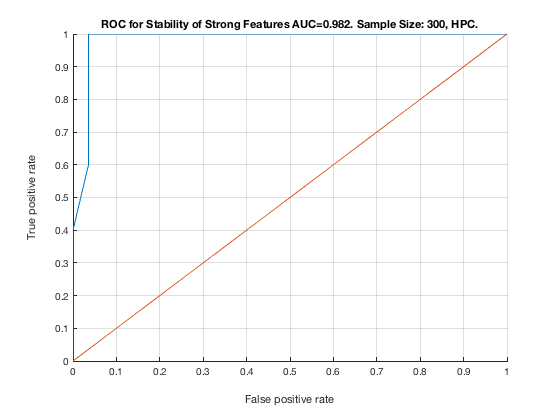 ROC for Stability of Strong Features AUC=0.982. Sample Size: 300, HPC.
1
0.9
0.8
0.7
0.6
0.5
0.4
0.3
0.2
0.1
0
True positive rate
0 0.1 0.2 0.3 0.4 0.5 0.6 0.7 0.8 0.9 1
False positive rate